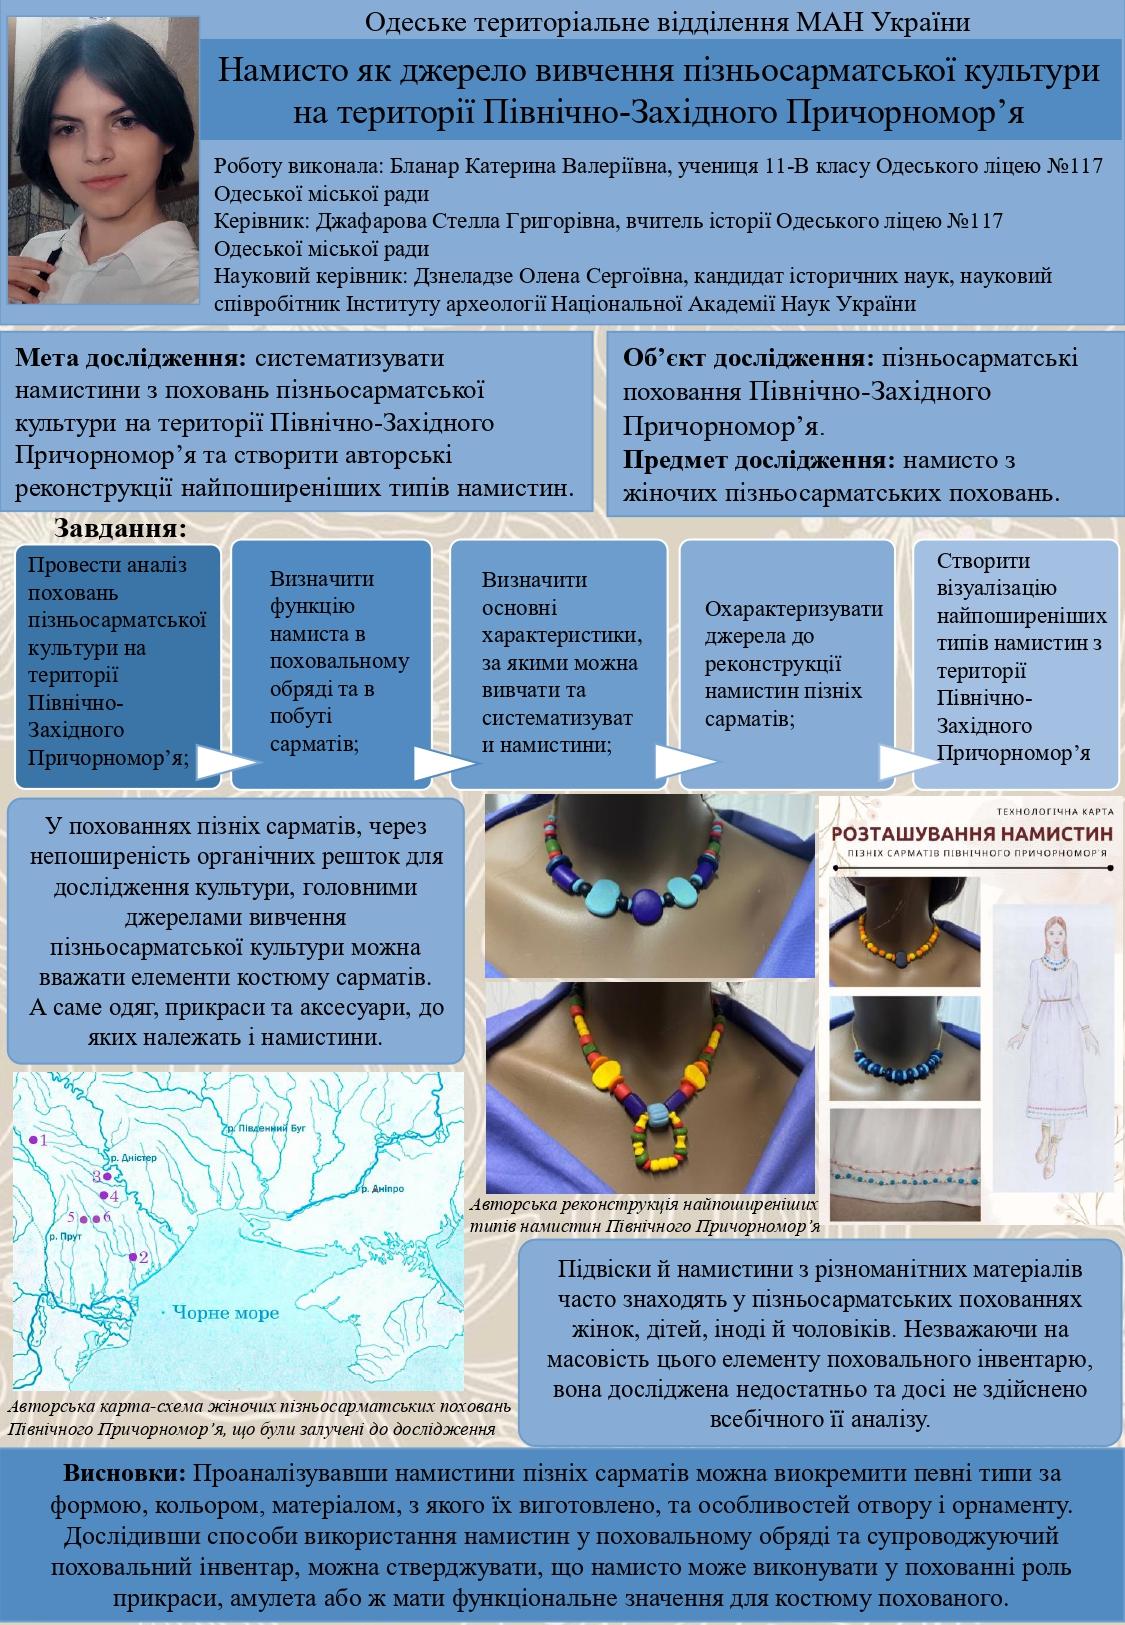 Одеське територіальне відділення МАН України
Намисто як джерело вивчення пізньосарматської культури
на території Північно-Західного Причорномор’я
Роботу виконала: Бланар Катерина Валеріївна, учениця 11-В класу Одеського ліцею №117
Одеської міської ради
Керівник: Джафарова Стелла Григорівна, вчитель історії Одеського ліцею №117
Одеської міської ради
Науковий керівник: Дзнеладзе Олена Сергоївна, кандидат історичних наук, науковий
співробітник Інституту археології Національної Академії Наук України
Мета дослідження: систематизувати
намистини з поховань пізньосарматської
культури на території Північно-Західного
Причорномор’я та створити авторські
реконструкції найпоширеніших типів намистин.
Об’єкт дослідження: пізньосарматські
поховання Північно-Західного
Причорномор’я.
Предмет дослідження: намисто з
жіночих пізньосарматських поховань.
Завдання:
Провести аналіз
поховань
пізньосарматської
культури на
території
Північно-
Західного
Причорномор’я;
Визначити
функцію
намиста в
поховальному
обряді та в
побуті
сарматів;
Визначити
основні
характеристики,
за якими можна
вивчати та
систематизуват
и намистини;
Охарактеризувати
джерела до
реконструкції
намистин пізніх
сарматів;
Створити
візуалізацію
найпоширеніших
типів намистин з
території
Північно-
Західного
Причорномор’я
У похованнях пізніх сарматів, через
непоширеність органічних решток для
дослідження культури, головними
джерелами вивчення
пізньосарматської культури можна
вважати елементи костюму сарматів.
А саме одяг, прикраси та аксесуари, до
яких належать і намистини.
ТЕХНОЛОГІЧНА КАРТА
РОЗТАШУВАННЯ НАМИСТИН
ПІЗНІХ САРМАТІВ ПІВНІЧНОГО ПРИЧОРНОМОР'Я
р. Південний Буг
1
р. Дністер
3
р. Дніпро
4
5 6
р. Прут
2
Чорне море
Авторська реконструкція найпоширеніших
типів намистин Північного Причорномор’я
Авторська карта-схема жіночих пізньосарматських поховань
Північного Причорномор’я, що були залучені до дослідження
Підвіски й намистини з різноманітних матеріалів
часто знаходять у пізньосарматських похованнях
жінок, дітей, іноді й чоловіків. Незважаючи на
масовість цього елементу поховального інвентарю,
вона досліджена недостатньо та досі не здійснено
всебічного її аналізу.
Висновки: Проаналізувавши намистини пізніх сарматів можна виокремити певні типи за
формою, кольором, матеріалом, з якого їх виготовлено, та особливостей отвору і орнаменту.
Дослідивши способи використання намистин у поховальному обряді та супроводжуючий
поховальний інвентар, можна стверджувати, що намисто може виконувати у похованні роль
прикраси, амулета або ж мати функціональне значення для костюму похованого.